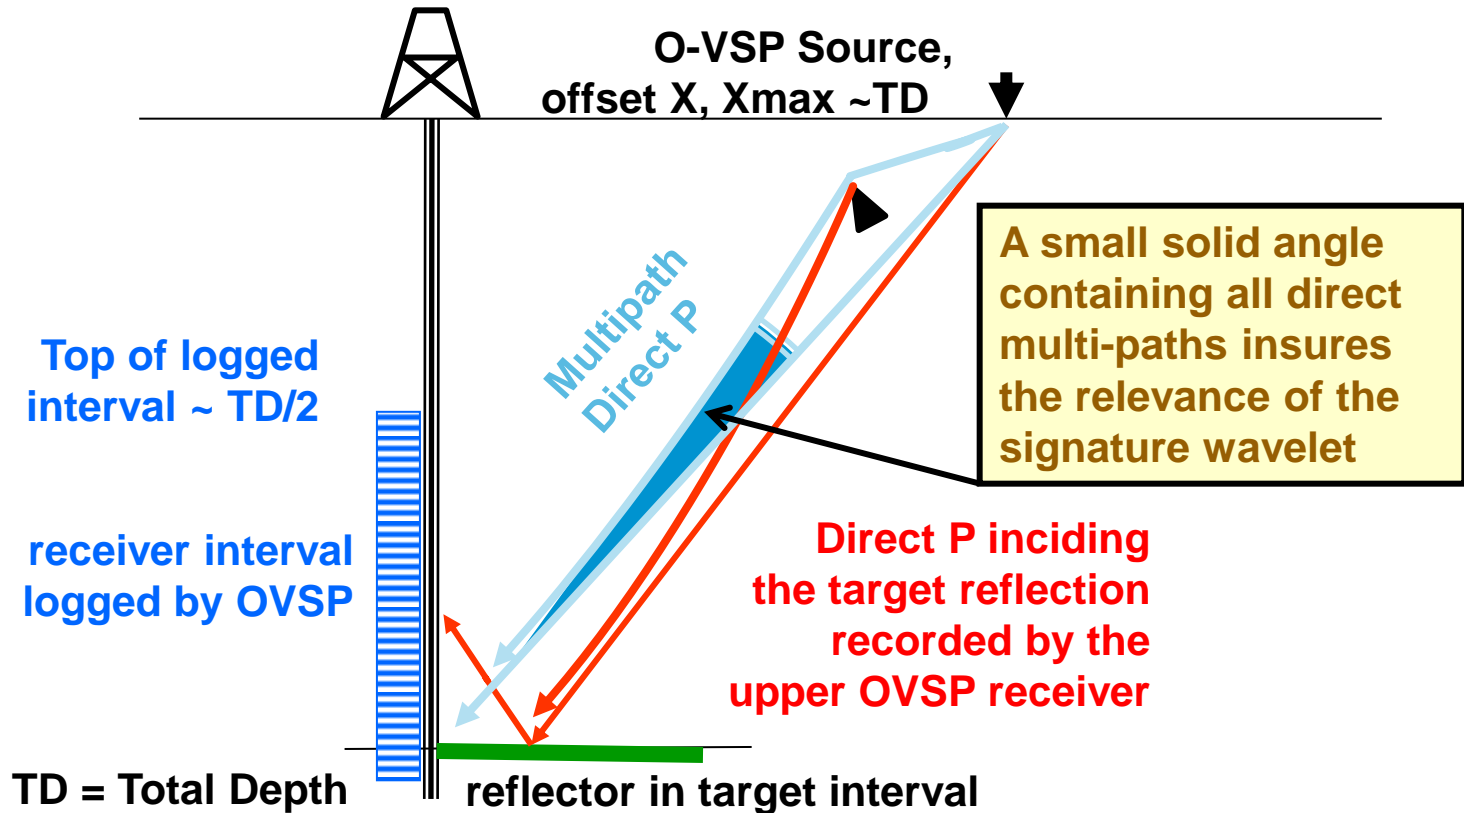 O-VSP Source,
offset X, Xmax ~TD
A small solid angle
containing all direct
multi-paths insures
the relevance of the
signature wavelet
Multipath
Direct P
Top of logged
interval ~ TD/2
receiver interval
logged by OVSP
Direct P inciding
the target reflection
recorded by the
upper OVSP receiver
TD = Total Depth
reflector in target interval